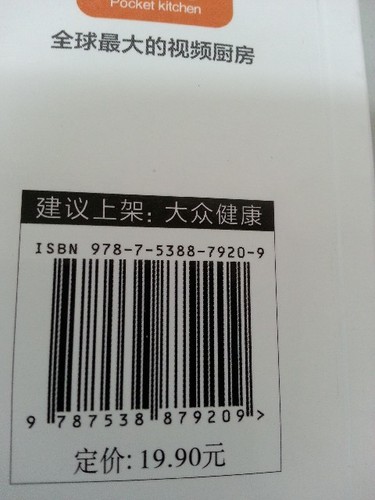 Pocket kitchen
全球最大的视频厨房
建议上架: 大众健康
ISBN 978-7-5388-7920-9
9 787538 879209 >
定价: 19.90元